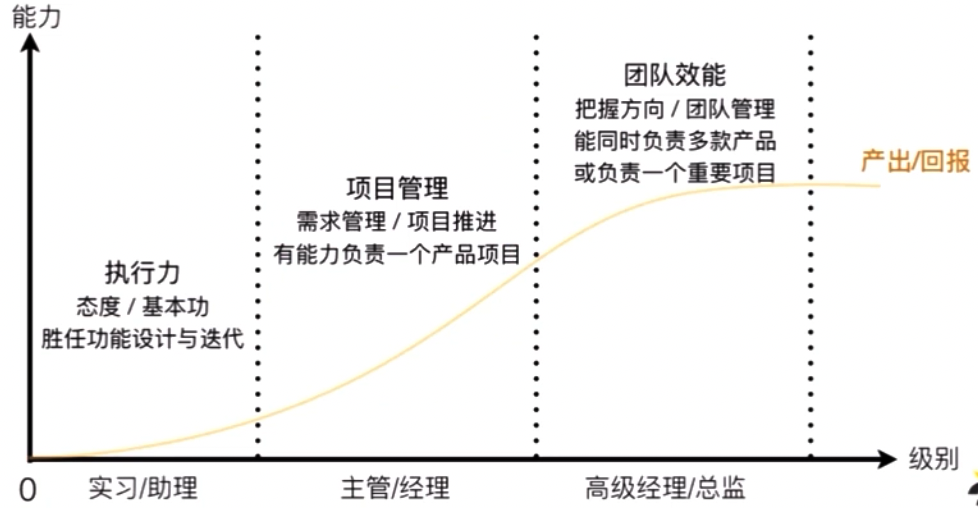 能力
团队效能
把握方向 / 团队管理
能同时负责多款产品
或负责一个重要项目
产出/回报
项目管理
需求管理 / 项目推进
有能力负责一个产品项目
执行力
态度 / 基本功
胜任功能设计与迭代
级别
0
实习/助理
主管/经理
高级经理/总监